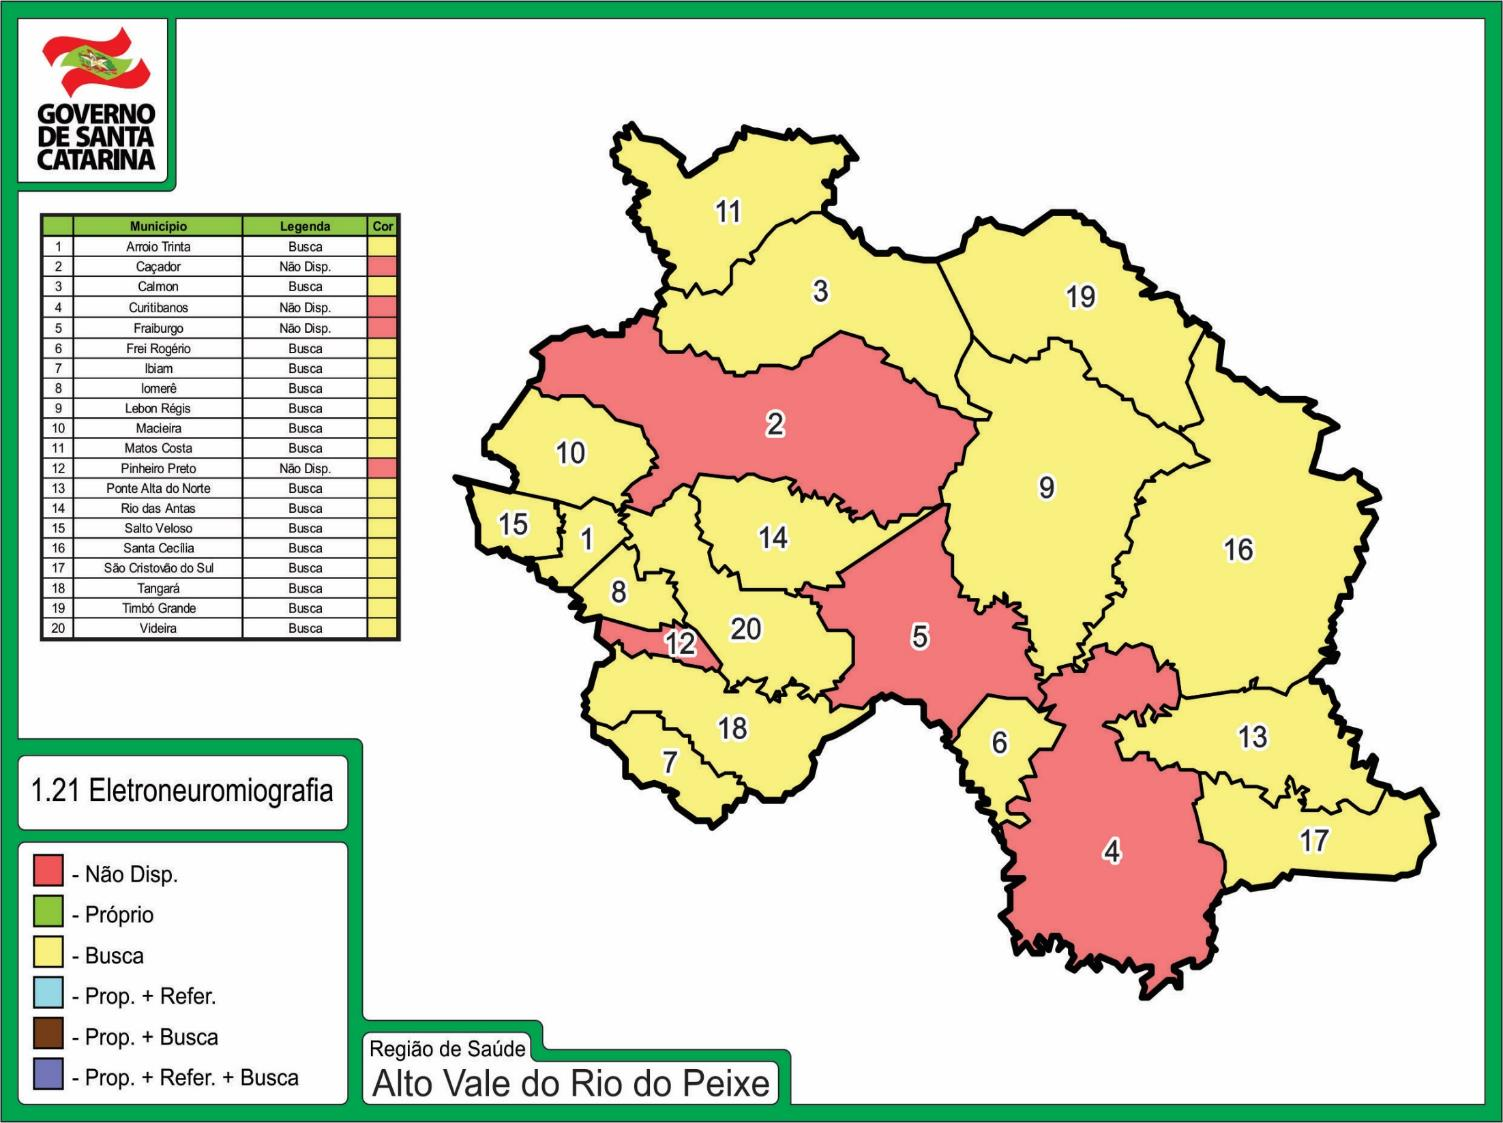 GOVERNO
DE SANTA
CATARINA
Município Legenda Cor
1 Arroio Trinta Busca
2 Caçador Não Disp.
3 Calmon Busca
4 Curitibanos Não Disp.
5 Fraiburgo Não Disp.
6 Frei Rogério Busca
7 Ibiam Busca
8 Iomerê Busca
9 Lebon Régis Busca
10 Macieira Busca
11 Matos Costa Busca
12 Pinheiro Preto Não Disp.
13 Ponte Alta do Norte Busca
14 Rio das Antas Busca
15 Salto Veloso Busca
16 Santa Cecília Busca
17 São Cristovão do Sul Busca
18 Tangará Busca
19 Timbó Grande Busca
20 Videira Busca
11
3
19
2
10
9
15
1
14
16
8
20
5
12
18
6
13
7
17
4
1.21 Eletroneuromiografia
- Não Disp.
- Próprio
- Busca
- Prop. + Refer.
- Prop. + Busca
- Prop. + Refer. + Busca
Região de Saúde
Alto Vale do Rio do Peixe